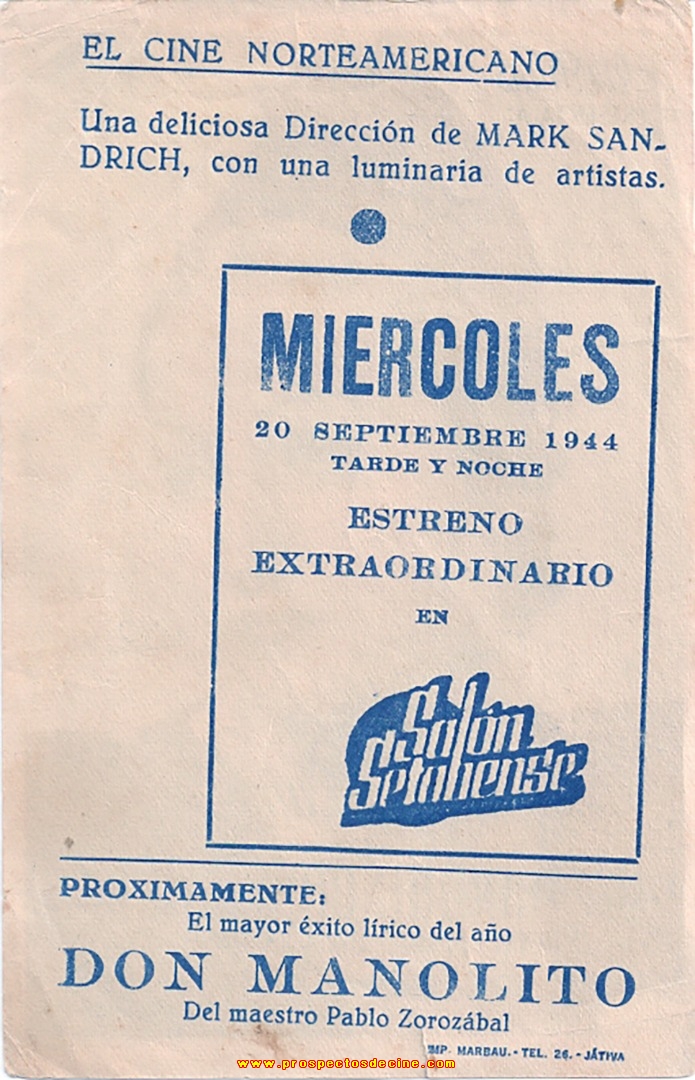 EL CINE NORTEAMERICANO
Una deliciosa Dirección de MARK SAN-
DRICH, con una luminaria de artistas.
MIERCOLES
20 SEPTIEMBRE 1944
TARDE Y NOCHE
ESTRENO
EXTRAORDINARIO
EN
Salón
Setabense
PROXIMAMENTE:
El mayor éxito lírico del año
DON MANOLITO
Del maestro Pablo Zorozábal
IMP. MARBAU.-TEL. 26.-JÁTIVA
www.prospectosdecine.com